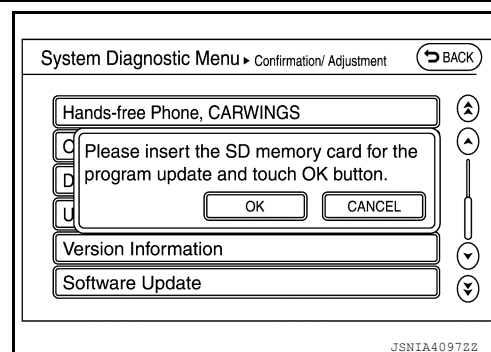 System Diagnostic Menu ▸ Confirmation/ Adjustment
BACK
Hands-free Phone, CARWINGS
C
Please insert the SD memory card for the
D
program update and touch OK button.
U
OK
CANCEL
Version Information
Software Update
JSNIA4097ZZ